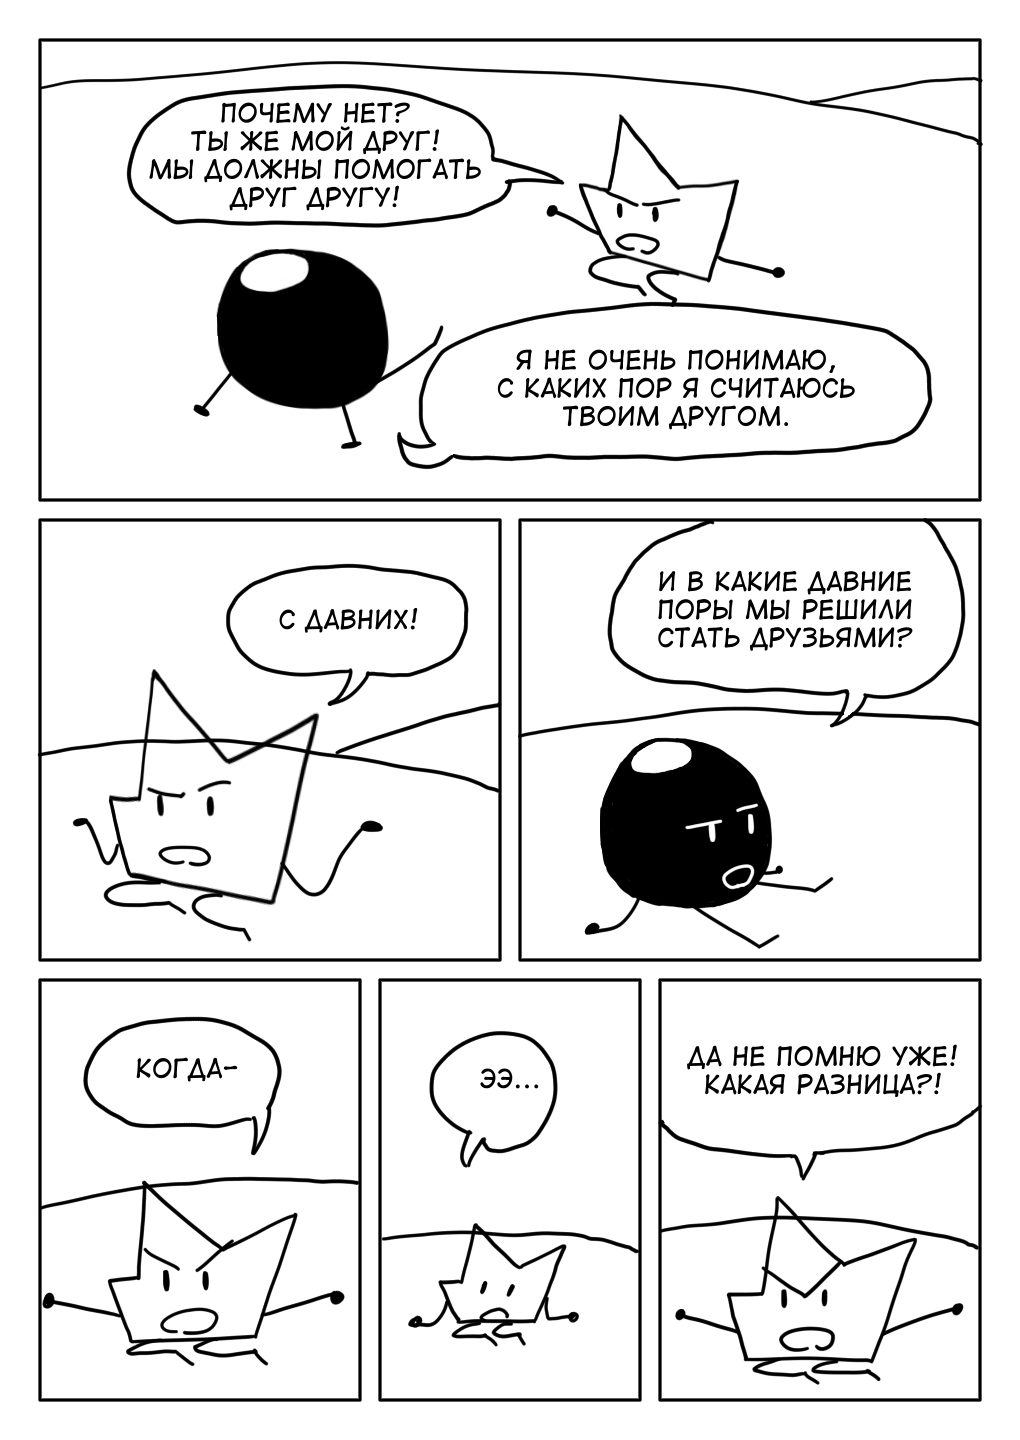 ПОЧЕМУ НЕТ?
ТЫ ЖЕ МОЙ ДРУГ!
МЫ ДОЛЖНЫ ПОМОГАТЬ
ДРУГ ДРУГУ!
Я НЕ ОЧЕНЬ ПОНИМАЮ,
С КАКИХ ПОР Я СЧИТАЮСЬ
ТВОИМ ДРУГОМ.
С ДАВНИХ!
И В КАКИЕ ДАВНИЕ
ПОРЫ МЫ РЕШИЛИ
СТАТЬ ДРУЗЬЯМИ?
КОГДА-
ЭЭ...
ДА НЕ ПОМНЮ УЖЕ!
КАКАЯ РАЗНИЦА?!